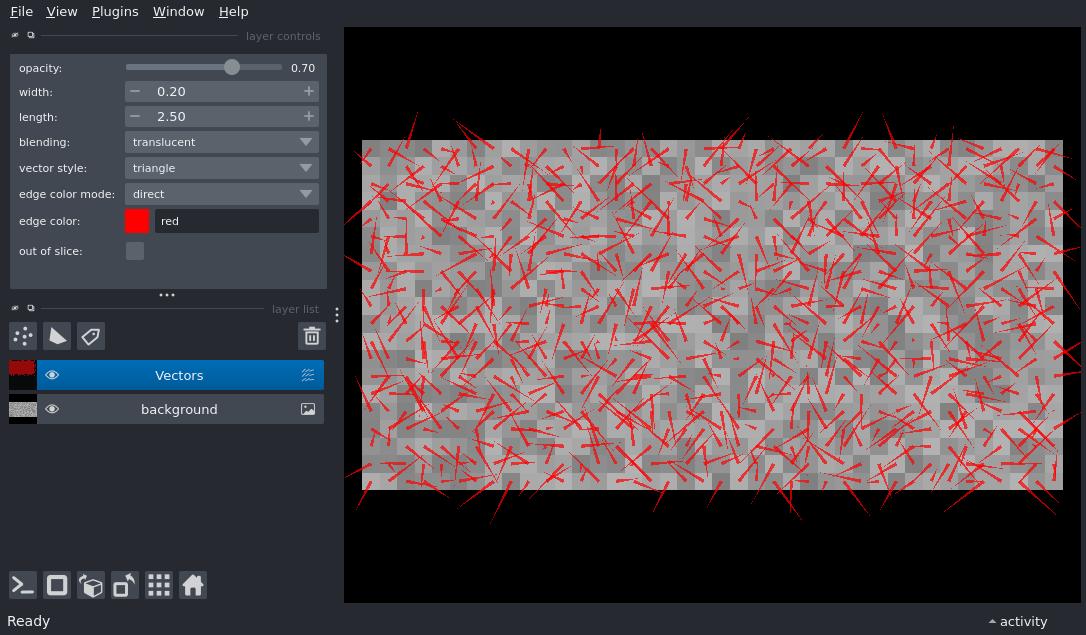 File View Plugins Window Help
layer controls
opacity: 0.70
width: 0.20
length: 2.50
blending: translucent
vector style: triangle
edge color mode: direct
edge color: red
out of slice:
layer list
Vectors
background
Ready
activity